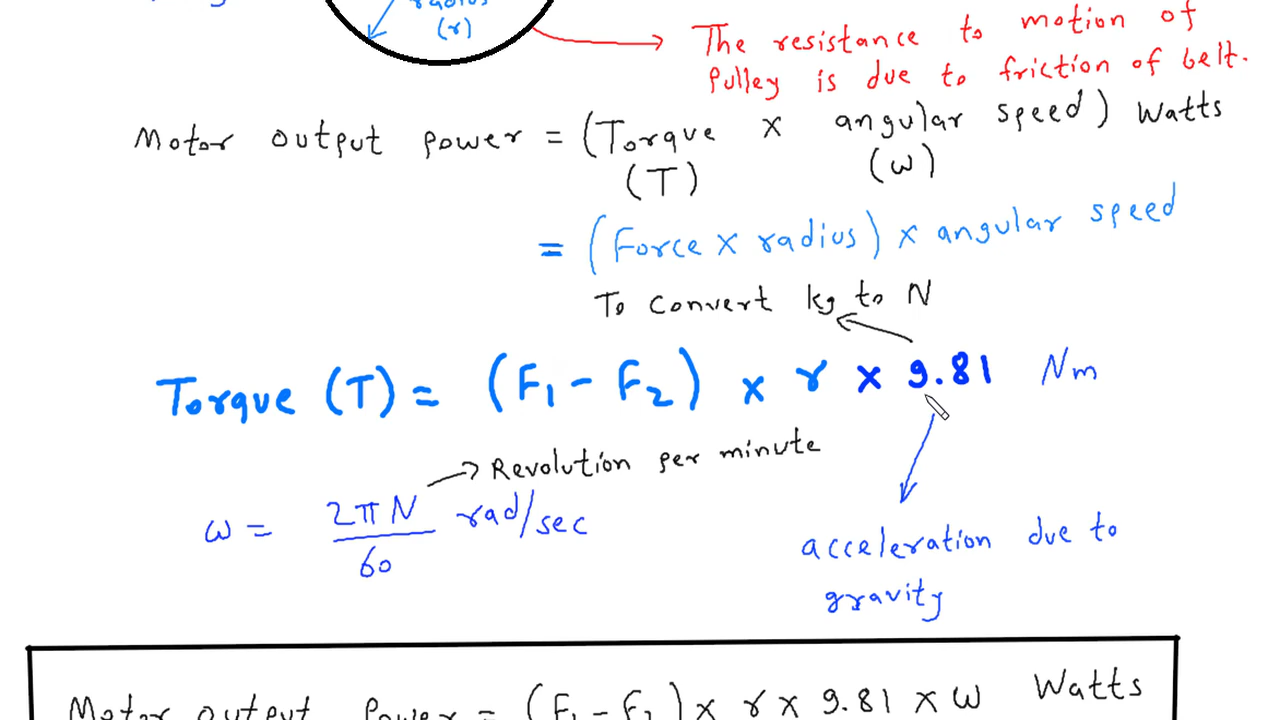 radius
(r)
The resistance to motion of
Pulley is due to friction of belt.
Motor output power = (Torque x angular speed) Watts
(T) (ω)
= (Force x radius) x angular speed
To convert kg to N
Torque (T) = (F₁ - F₂) x r x 9.81 Nm
Revolution per minute
ω = 2πN/60 rad/sec
acceleration due to
gravity
Motor output Power = (F₁ - F₂) x r x 9.81 x ω Watts